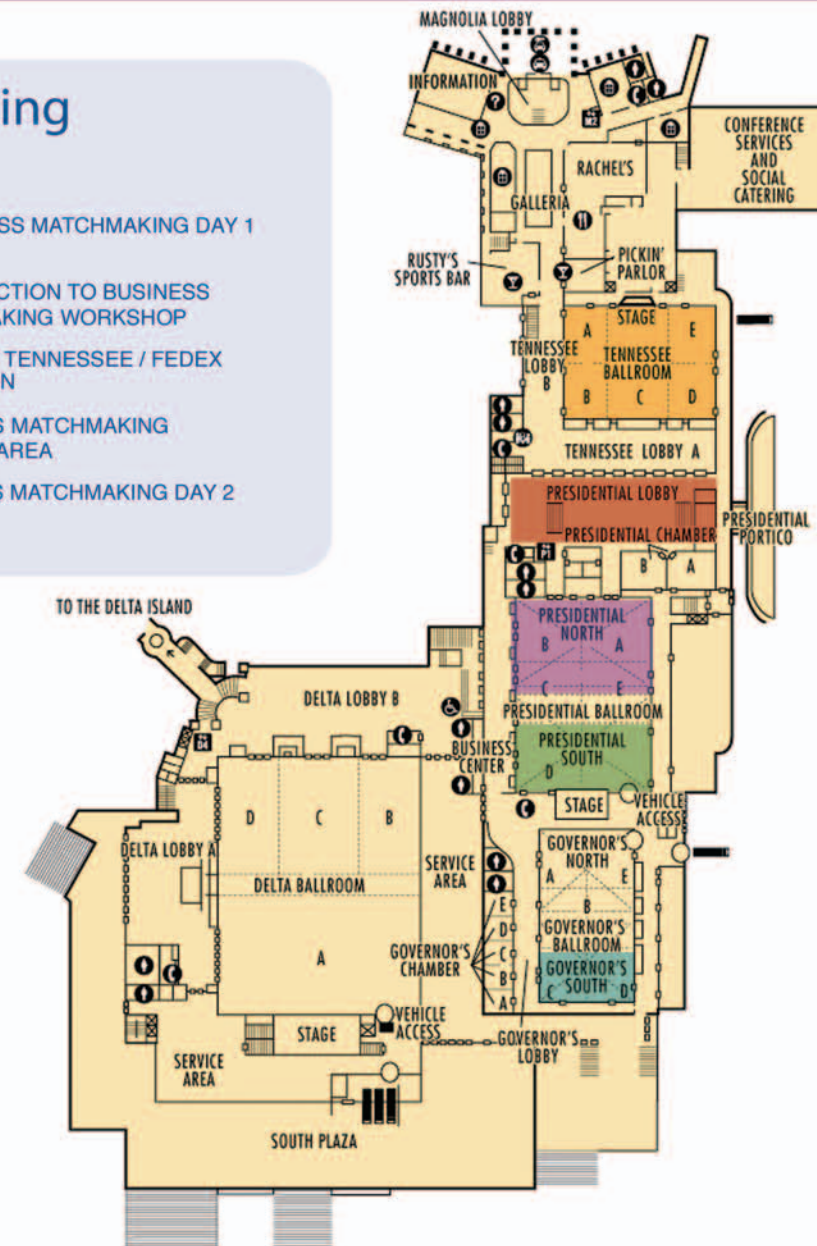 MAGNOLIA LOBBY
INFORMATION
?
M2
CONFERENCE
SERVICES
AND
SOCIAL
CATERING
RACHEL'S
GALLERIA
RUSTY'S
SPORTS BAR
PICKIN'
PARLOR
ing
SS MATCHMAKING DAY 1
CTION TO BUSINESS
AKING WORKSHOP
TENNESSEE / FEDEX
N
S MATCHMAKING
AREA
S MATCHMAKING DAY 2
STAGE
A
E
TENNESSEE
LOBBY
B
TENNESSEE
BALLROOM
B
C
D
TENNESSEE LOBBY A
PRESIDENTIAL LOBBY
PRESIDENTIAL CHAMBER
PRESIDENTIAL
PORTICO
P1
B
A
TO THE DELTA ISLAND
PRESIDENTIAL
NORTH
B
A
C
E
PRESIDENTIAL BALLROOM
PRESIDENTIAL
SOUTH
D
STAGE
VEHICLE
ACCESS
DELTA LOBBY B
D4
BUSINESS
CENTER
D
C
B
DELTA LOBBY A
DELTA BALLROOM
A
SERVICE
AREA
GOVERNOR'S
NORTH
A
E
B
GOVERNOR'S
BALLROOM
GOVERNOR'S
SOUTH
C
D
E
D
C
B
A
GOVERNOR'S
CHAMBER
GOVERNOR'S
LOBBY
VEHICLE
ACCESS
STAGE
SERVICE
AREA
SOUTH PLAZA